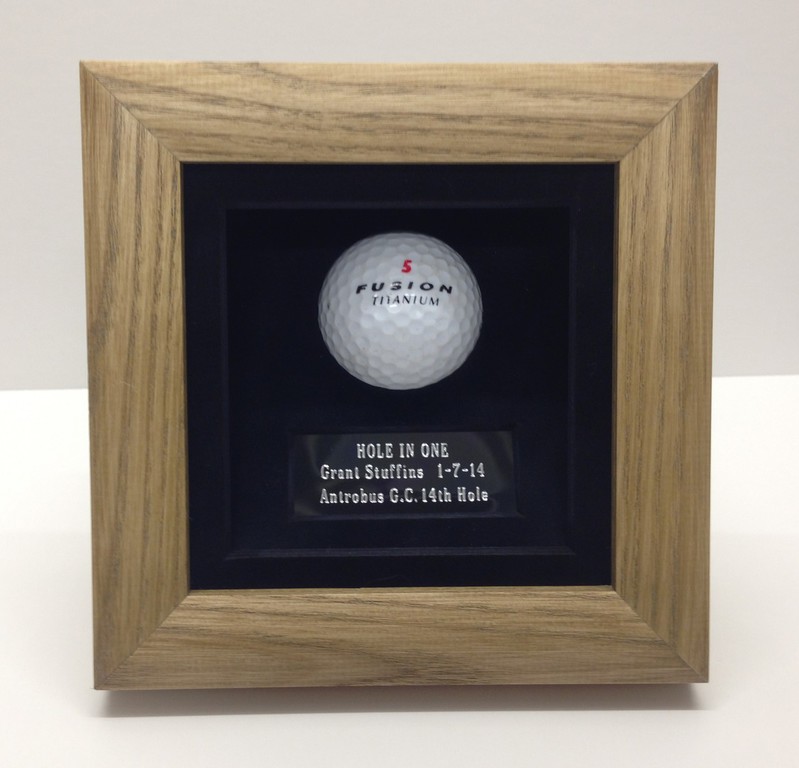 5
FUSION
TITANIUM
HOLE IN ONE
Grant Stuffins 1-7-14
Antrobus G.C. 14th Hole